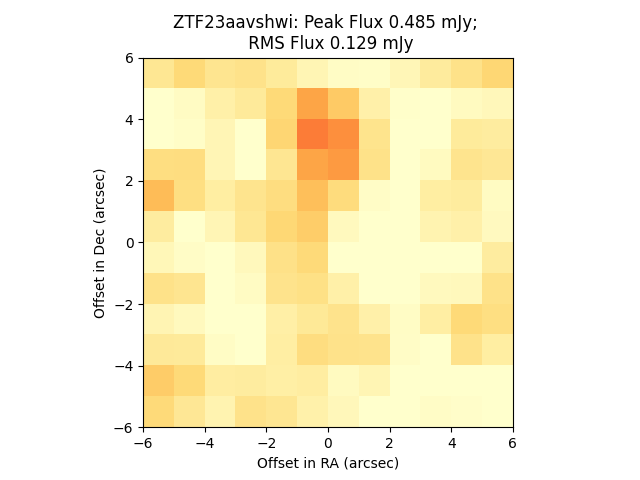 ZTF23aavshwi: Peak Flux 0.485 mJy;
RMS Flux 0.129 mJy
6
4
2
0
−2
−4
−6
Offset in Dec (arcsec)
−6 −4 −2 0 2 4 6
Offset in RA (arcsec)